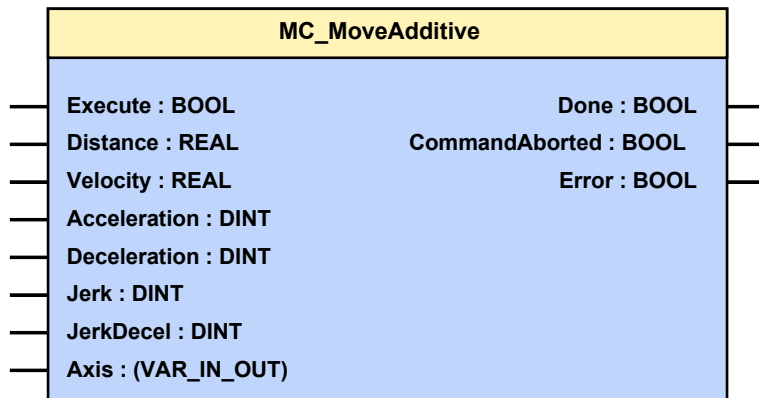 MC_MoveAdditive
Execute : BOOL Done : BOOL
Distance : REAL CommandAborted : BOOL
Velocity : REAL Error : BOOL
Acceleration : DINT
Deceleration : DINT
Jerk : DINT
JerkDecel : DINT
Axis : (VAR_IN_OUT)